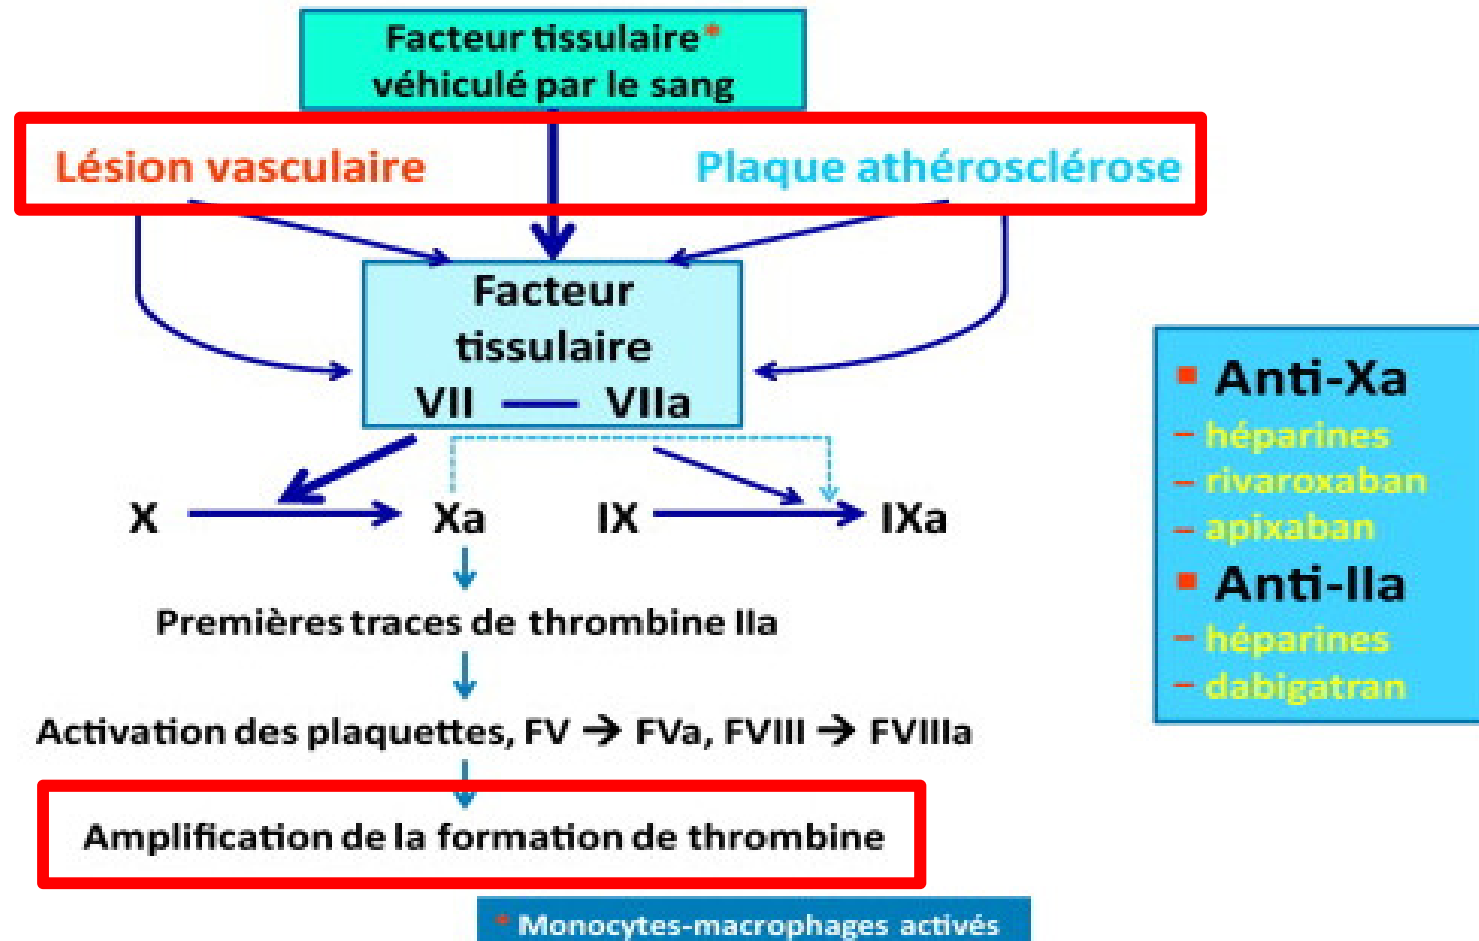 Facteur tissulaire*
véhiculé par le sang
Lésion vasculaire
Plaque athérosclérose
Facteur
tissulaire
VII — VIIa
X Xa IX IXa
Premières traces de thrombine IIa
Activation des plaquettes, FV → FVa, FVIII → FVIIIa
Amplification de la formation de thrombine
* Monocytes-macrophages activés
▪ Anti-Xa
– héparines
– rivaroxaban
– apixaban
▪ Anti-IIa
– héparines
– dabigatran